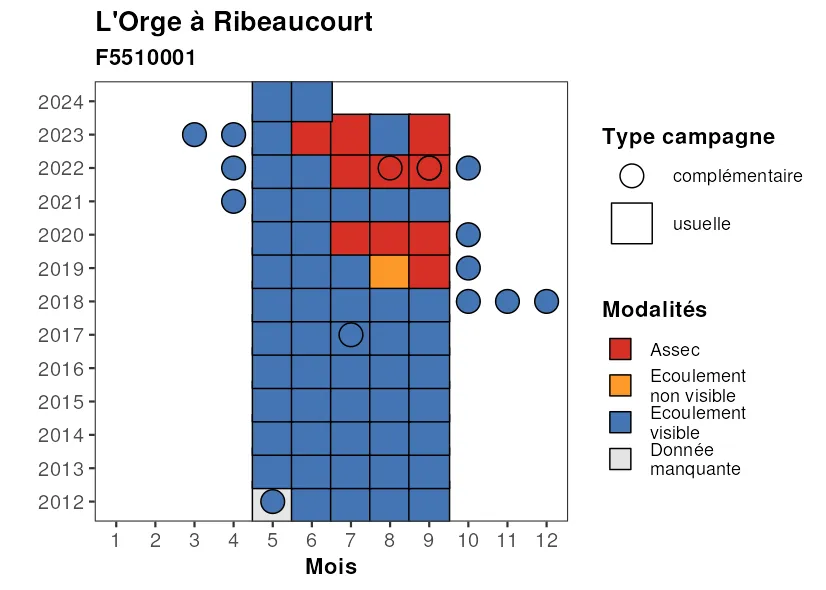 L'Orge à Ribeaucourt
F5510001
2024
2023
2022
2021
2020
2019
2018
2017
2016
2015
2014
2013
2012
1 2 3 4 5 6 7 8 9 10 11 12
Mois
Type campagne
complémentaire
usuelle
Modalités
Assec
Ecoulement
non visible
Ecoulement
visible
Donnée
manquante